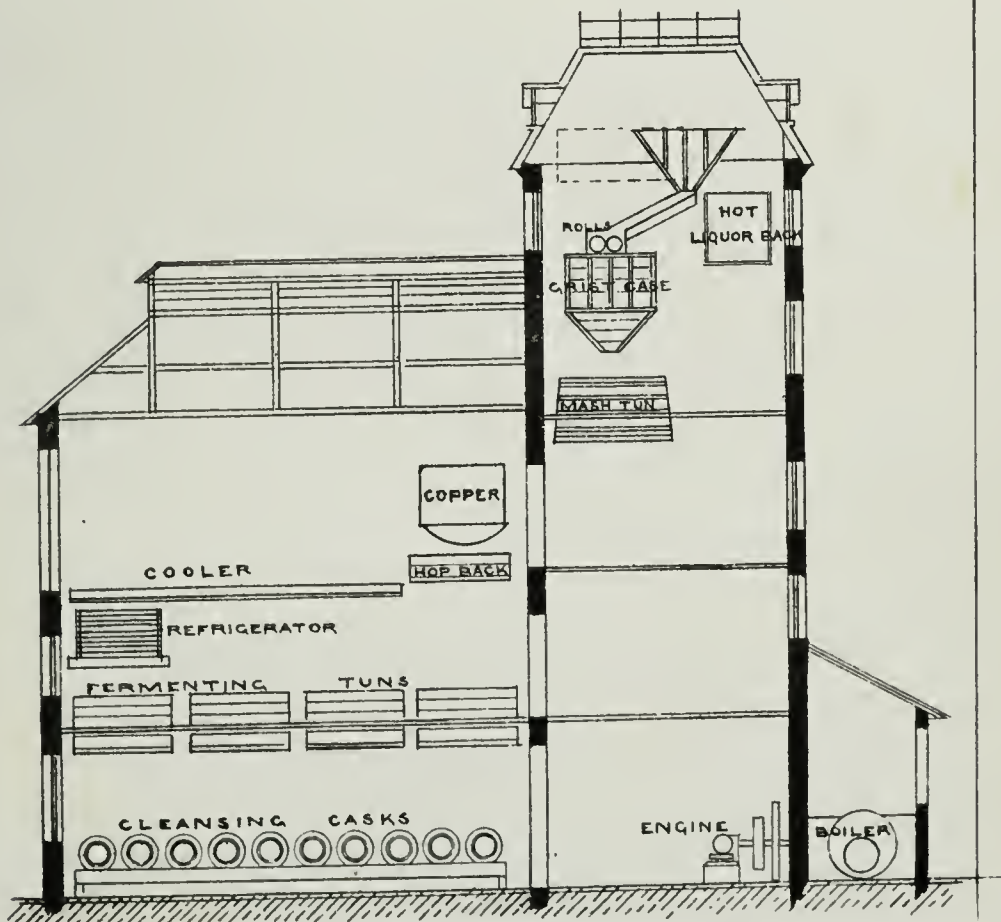 HOT
LIQUOR BACK
ROLLS
GRIST CASE
MASH TUN
COPPER
HOP BACK
COOLER
REFRIGERATOR
FERMENTING TUNS
CLEANSING CASKS
ENGINE
BOILER